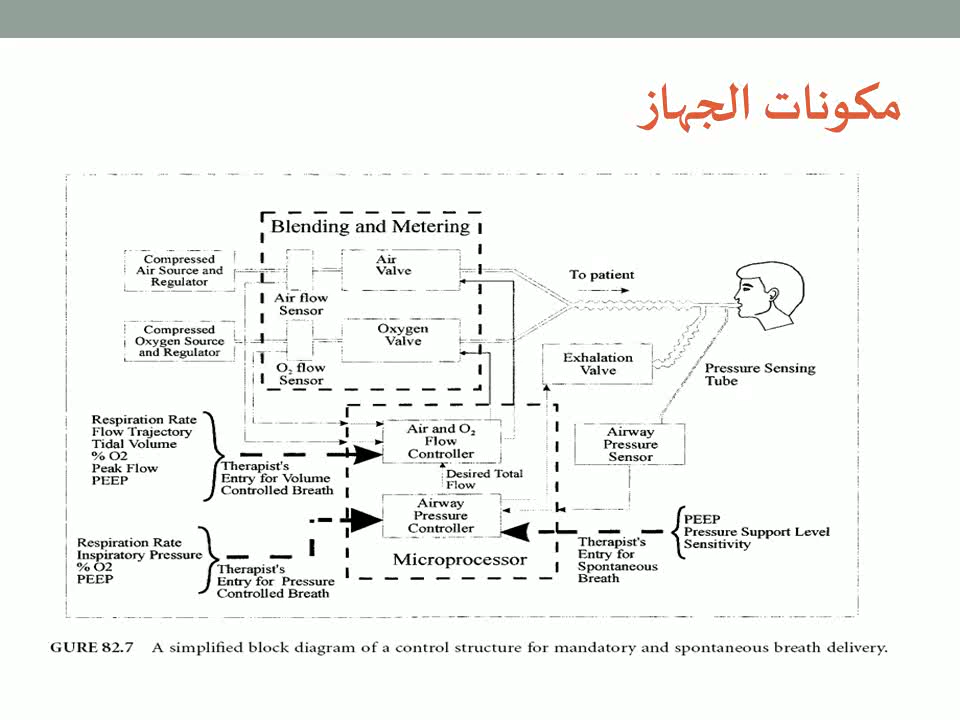 مكونات الجهاز
Blending and Metering
Compressed
Air Source and
Regulator
Air
Valve
Air flow
Sensor
To patient
Compressed
Oxygen Source
and Regulator
Oxygen
Valve
O₂ flow
Sensor
Exhalation
Valve
Pressure Sensing
Tube
Respiration Rate
Flow Trajectory
Tidal Volume
% O2
Peak Flow
PEEP
Therapist's
Entry for Volume
Controlled Breath
Air and O₂
Flow
Controller
Airway
Pressure
Sensor
Desired Total
Flow
Airway
Pressure
Controller
Microprocessor
Respiration Rate
Inspiratory Pressure
% O2
PEEP
Therapist's
Entry for Pressure
Controlled Breath
Therapist's
Entry for
Spontaneous
Breath
PEEP
Pressure Support Level
Sensitivity
GURE 82.7 A simplified block diagram of a control structure for mandatory and spontaneous breath delivery.